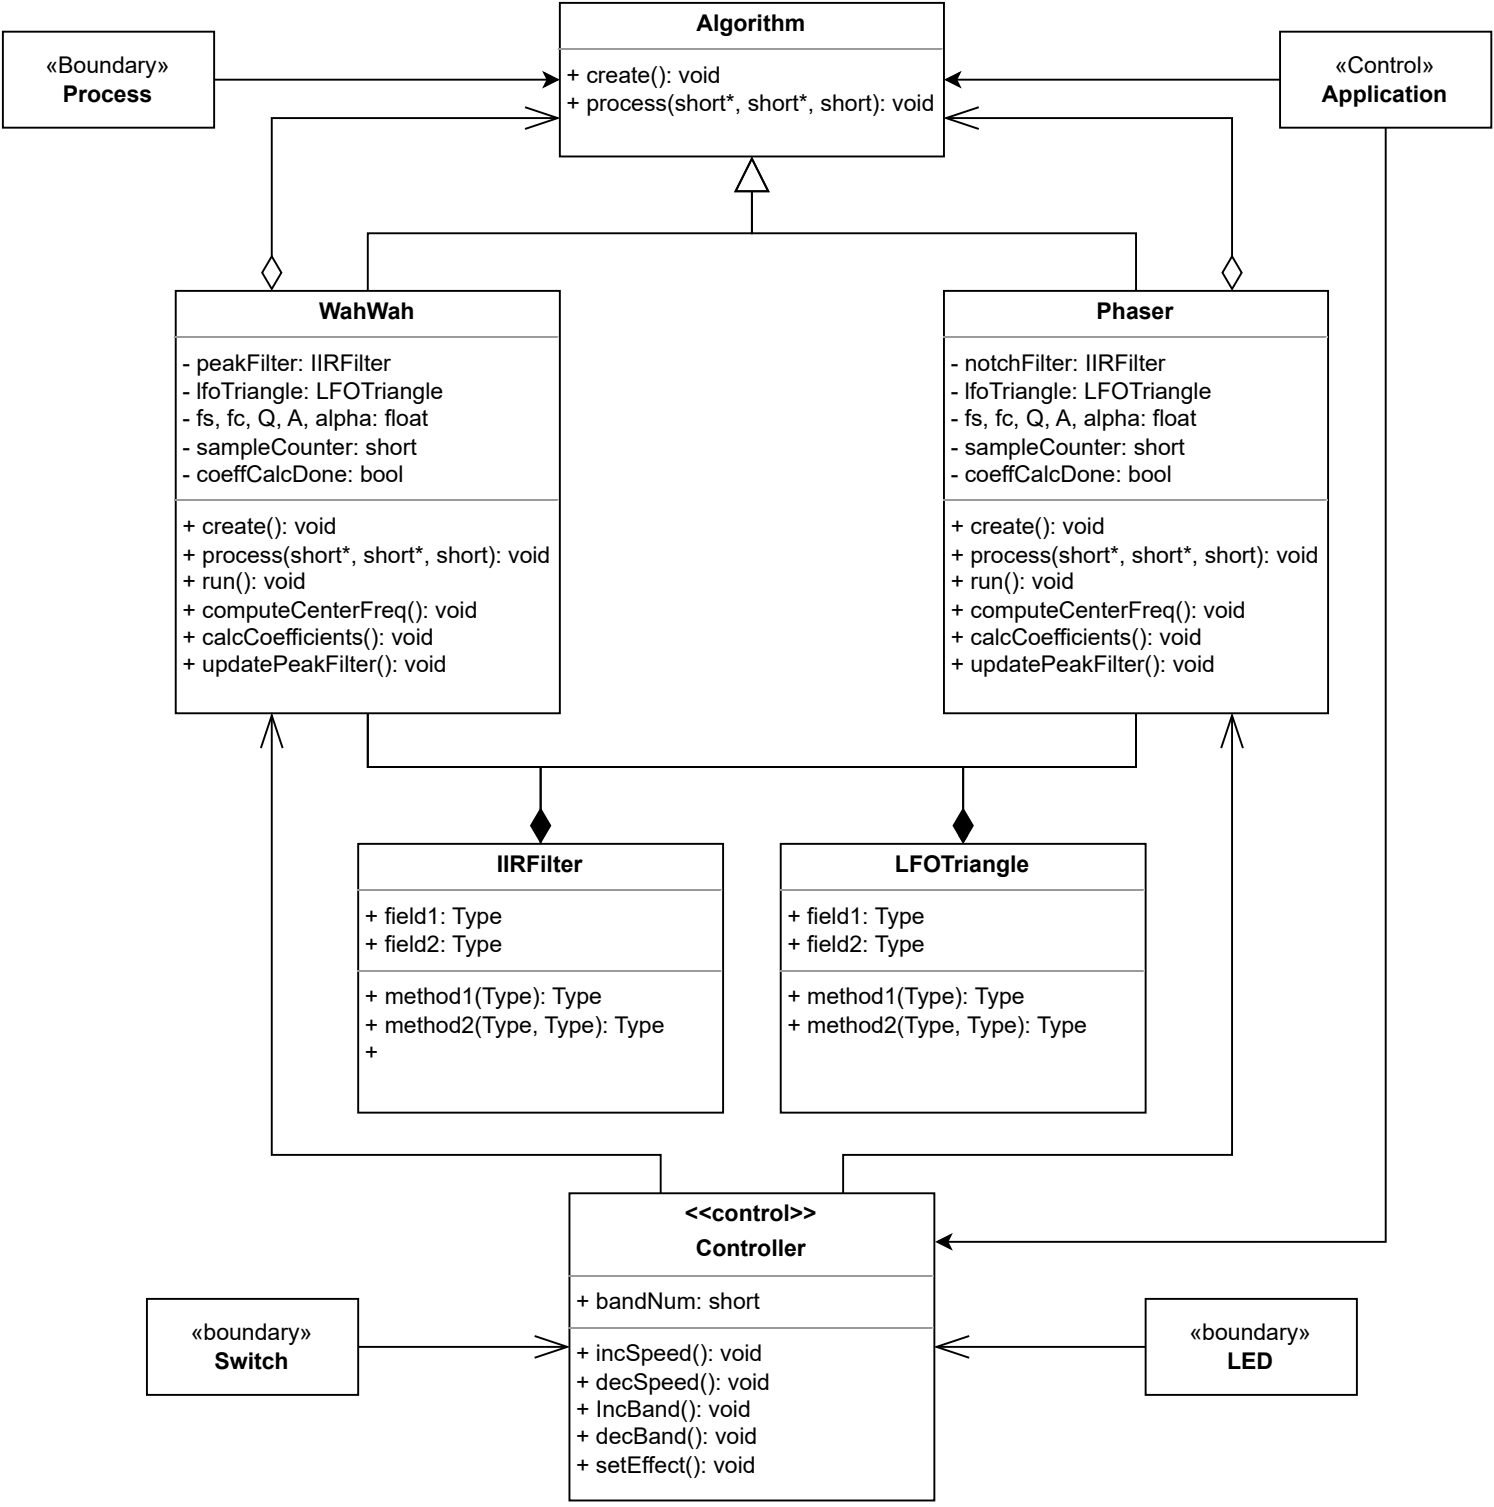 Algorithm
+ create(): void
+ process(short*, short*, short): void
«Boundary»
Process
«Control»
Application
WahWah
- peakFilter: IIRFilter
- lfoTriangle: LFOTriangle
- fs, fc, Q, A, alpha: float
- sampleCounter: short
- coeffCalcDone: bool
+ create(): void
+ process(short*, short*, short): void
+ run(): void
+ computeCenterFreq(): void
+ calcCoefficients(): void
+ updatePeakFilter(): void
Phaser
- notchFilter: IIRFilter
- lfoTriangle: LFOTriangle
- fs, fc, Q, A, alpha: float
- sampleCounter: short
- coeffCalcDone: bool
+ create(): void
+ process(short*, short*, short): void
+ run(): void
+ computeCenterFreq(): void
+ calcCoefficients(): void
+ updatePeakFilter(): void
IIRFilter
+ field1: Type
+ field2: Type
+ method1(Type): Type
+ method2(Type, Type): Type
+
LFOTriangle
+ field1: Type
+ field2: Type
+ method1(Type): Type
+ method2(Type, Type): Type
<<control>>
Controller
+ bandNum: short
+ incSpeed(): void
+ decSpeed(): void
+ IncBand(): void
+ decBand(): void
+ setEffect(): void
«boundary»
Switch
«boundary»
LED